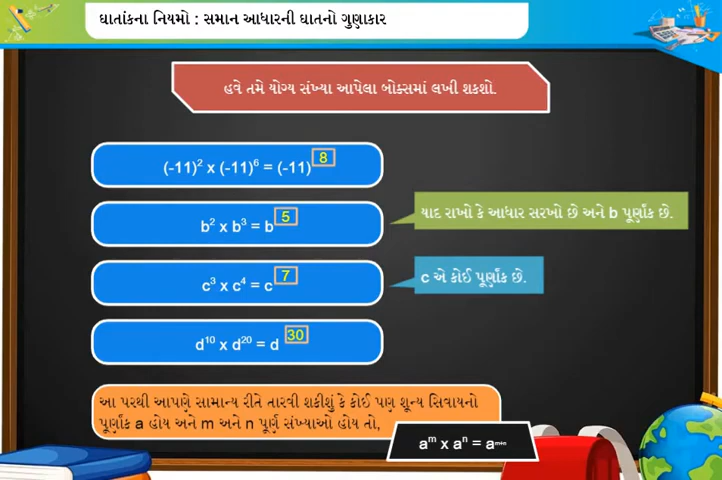 ઘાતાંકના નિયમો : સમાન આધારની ઘાતનો ગુણાકાર
હવે તમે યોગ્ય સંખ્યા આપેલા બોક્સમાં લખી શકશો.
(-11)² x (-11)⁶ = (-11)⁸
b² x b³ = b⁵
યાદ રાખો કે આધાર સરખો છે અને b પૂર્ણાંક છે.
c³ x c⁴ = c⁷
c એ કોઈ પૂર્ણાંક છે.
d¹⁰ x d²⁰ = d³⁰
આ પરથી આપણે સામાન્ય રીતે તારવી શકીશું કે કોઈ પણ શૂન્ય સિવાયનો
પૂર્ણાંક a હોય અને m અને n પૂર્ણ સંખ્યાઓ હોય તો,
aᵐ x aⁿ = aᵐ⁺ⁿ